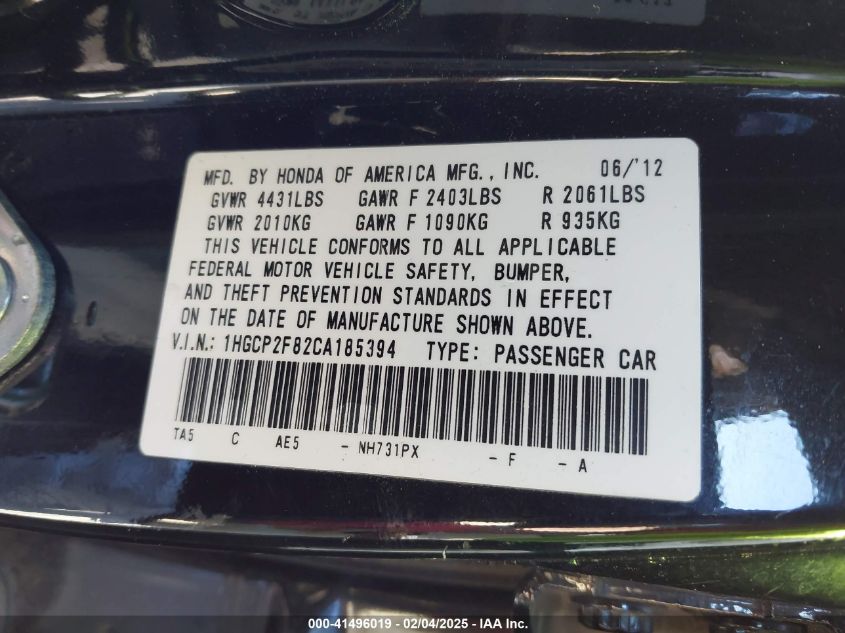 MFD. BY HONDA OF AMERICA MFG., INC. 06/'12
GVWR 4431LBS GAWR F 2403LBS R 2061LBS
GVWR 2010KG GAWR F 1090KG R 935KG
THIS VEHICLE CONFORMS TO ALL APPLICABLE
FEDERAL MOTOR VEHICLE SAFETY, BUMPER,
AND THEFT PREVENTION STANDARDS IN EFFECT
ON THE DATE OF MANUFACTURE SHOWN ABOVE.
V.I.N.: 1HGCP2F82CA185394 TYPE: PASSENGER CAR
TA5 C AE5 - NH731PX - F - A
000-41496019 - 02/04/2025 - IAA Inc.